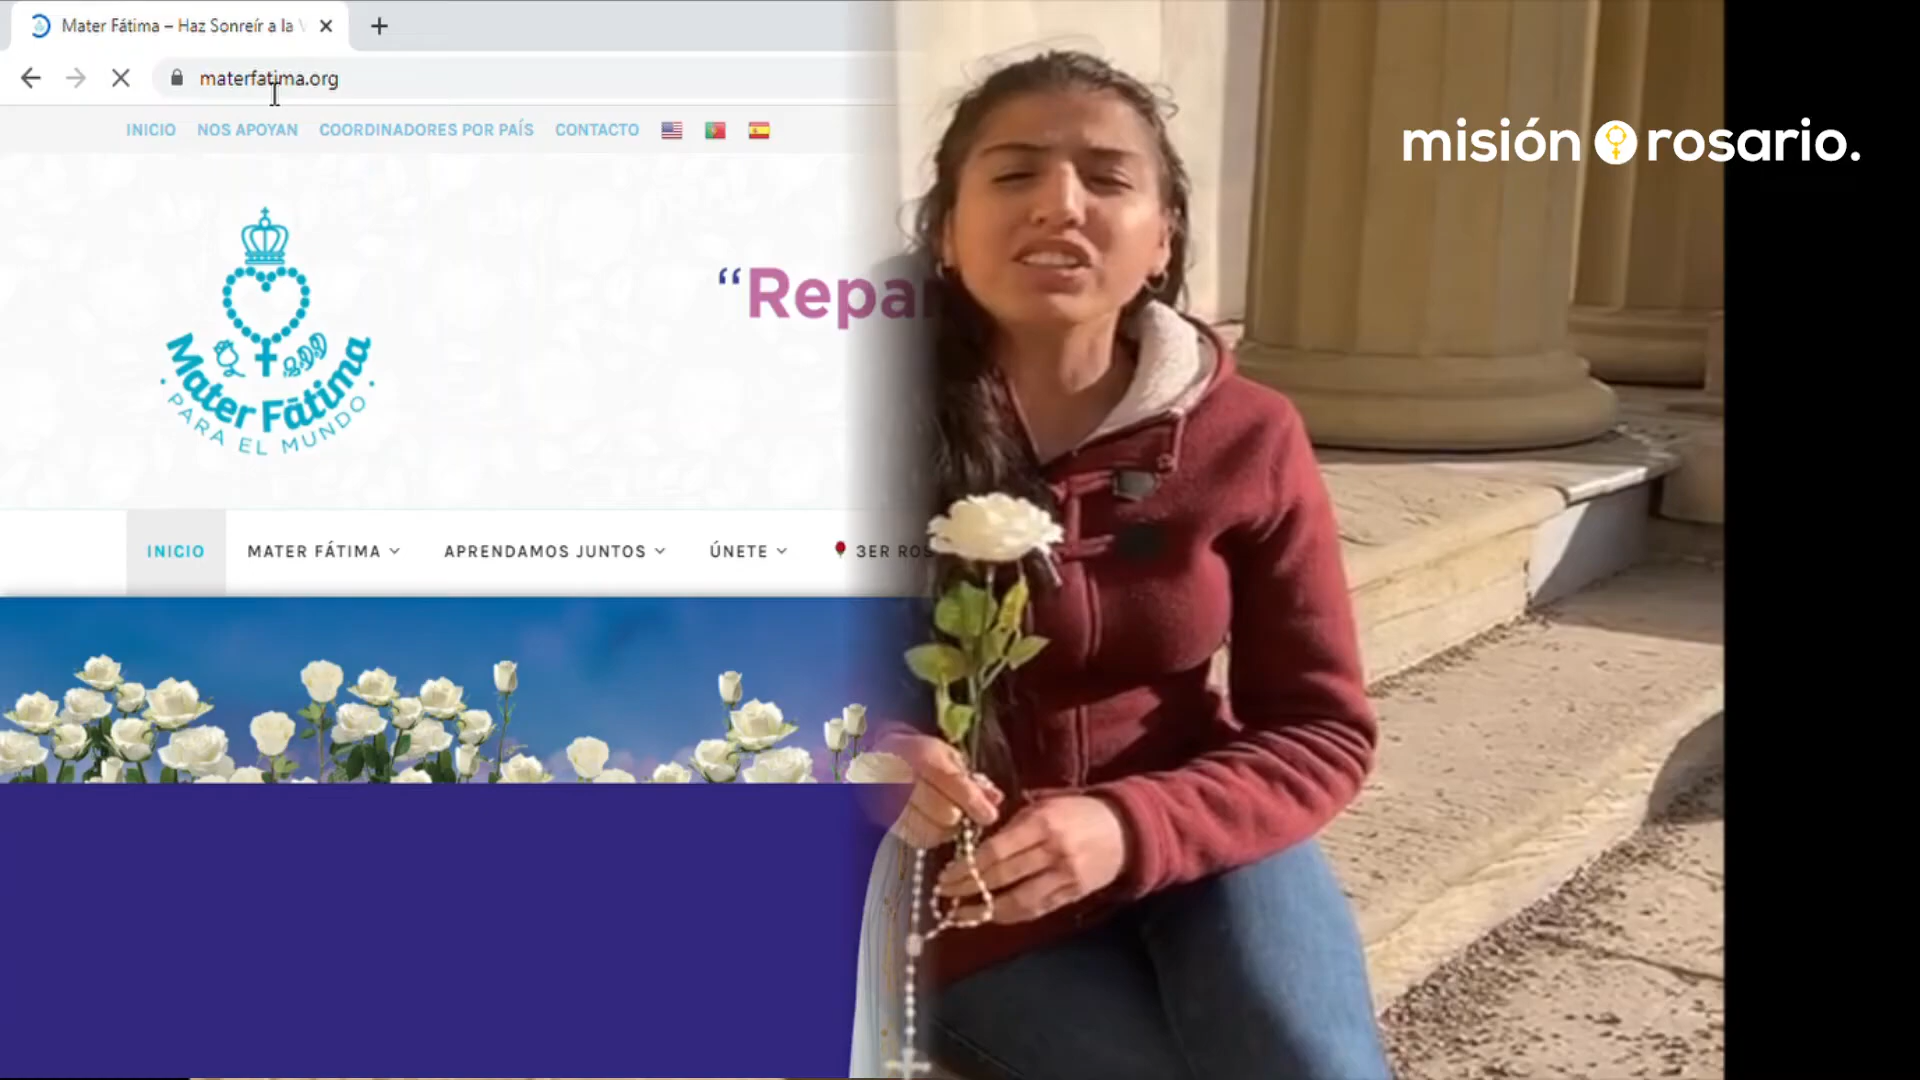 Mater Fátima – Haz Sonreír a la
materfatima.org
misión rosario.
INICIO NOS APOYAN COORDINADORES POR PAÍS CONTACTO
“Repar
Mater Fátima
PARA EL MUNDO
INICIO MATER FÁTIMA APRENDAMOS JUNTOS ÚNETE 3ER ROS